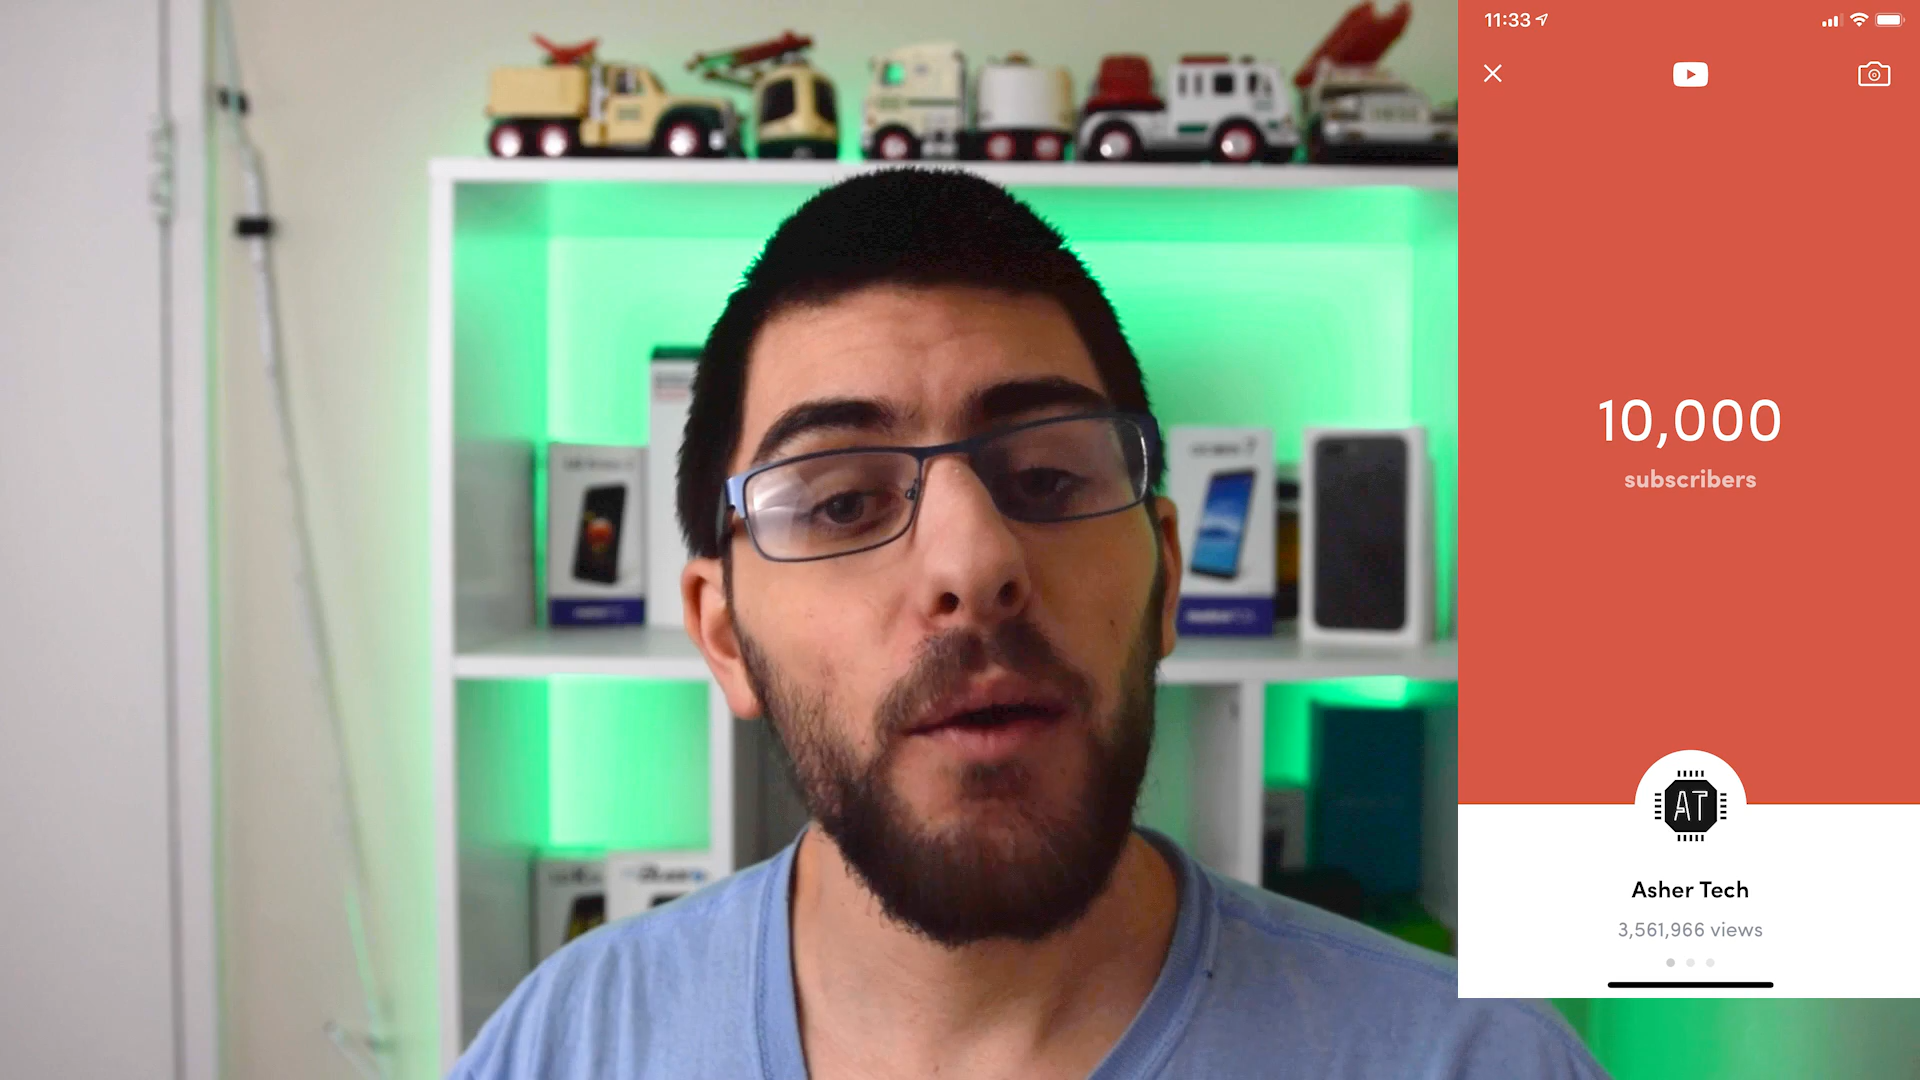 11:33
10,000
subscribers
AT
Asher Tech
3,561,966 views